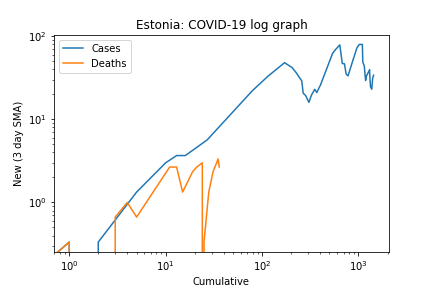 Estonia: COVID-19 log graph
Cases
Deaths
New (3 day SMA)
10²
10¹
10⁰
10⁰ 10¹ 10² 10³
Cumulative